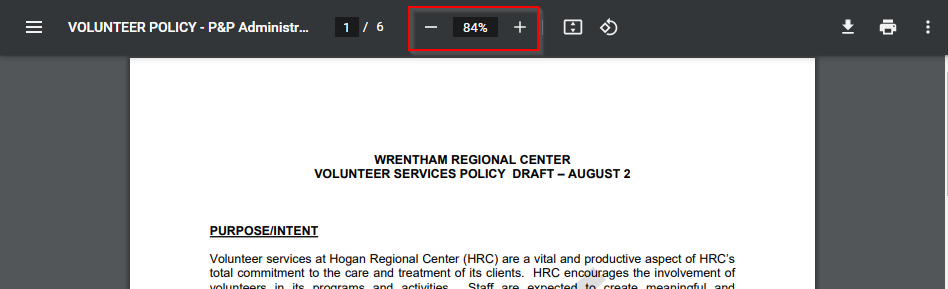 VOLUNTEER POLICY - P&P Administr... 1 / 6 84%
WRENTHAM REGIONAL CENTER
VOLUNTEER SERVICES POLICY DRAFT – AUGUST 2
PURPOSE/INTENT
Volunteer services at Hogan Regional Center (HRC) are a vital and productive aspect of HRC's
total commitment to the care and treatment of its clients. HRC encourages the involvement of
volunteers in its programs and activities. Staff are expected to create meaningful and